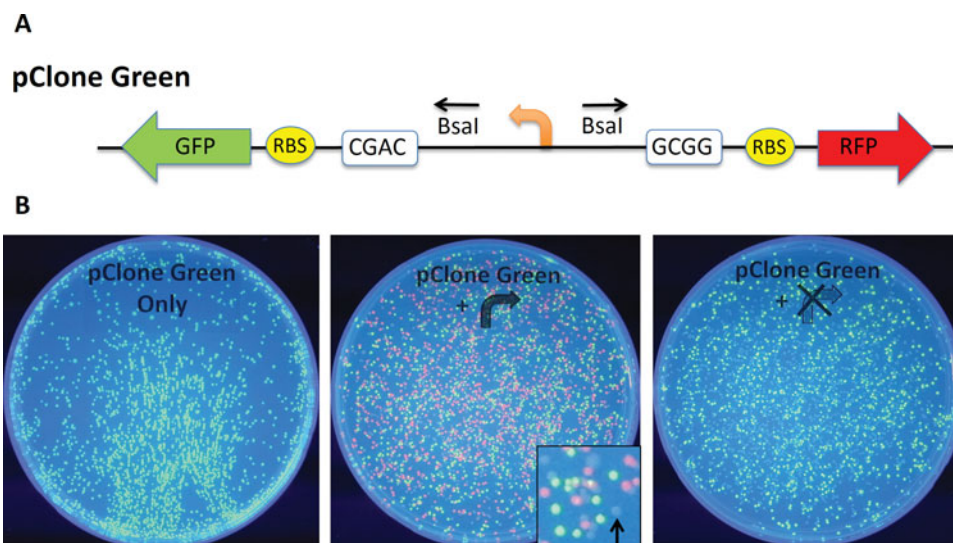 A
pClone Green
BsaI
BsaI
GFP
RBS
CGAC
GCGG
RBS
RFP
B
pClone Green
Only
pClone Green
+
pClone Green
+